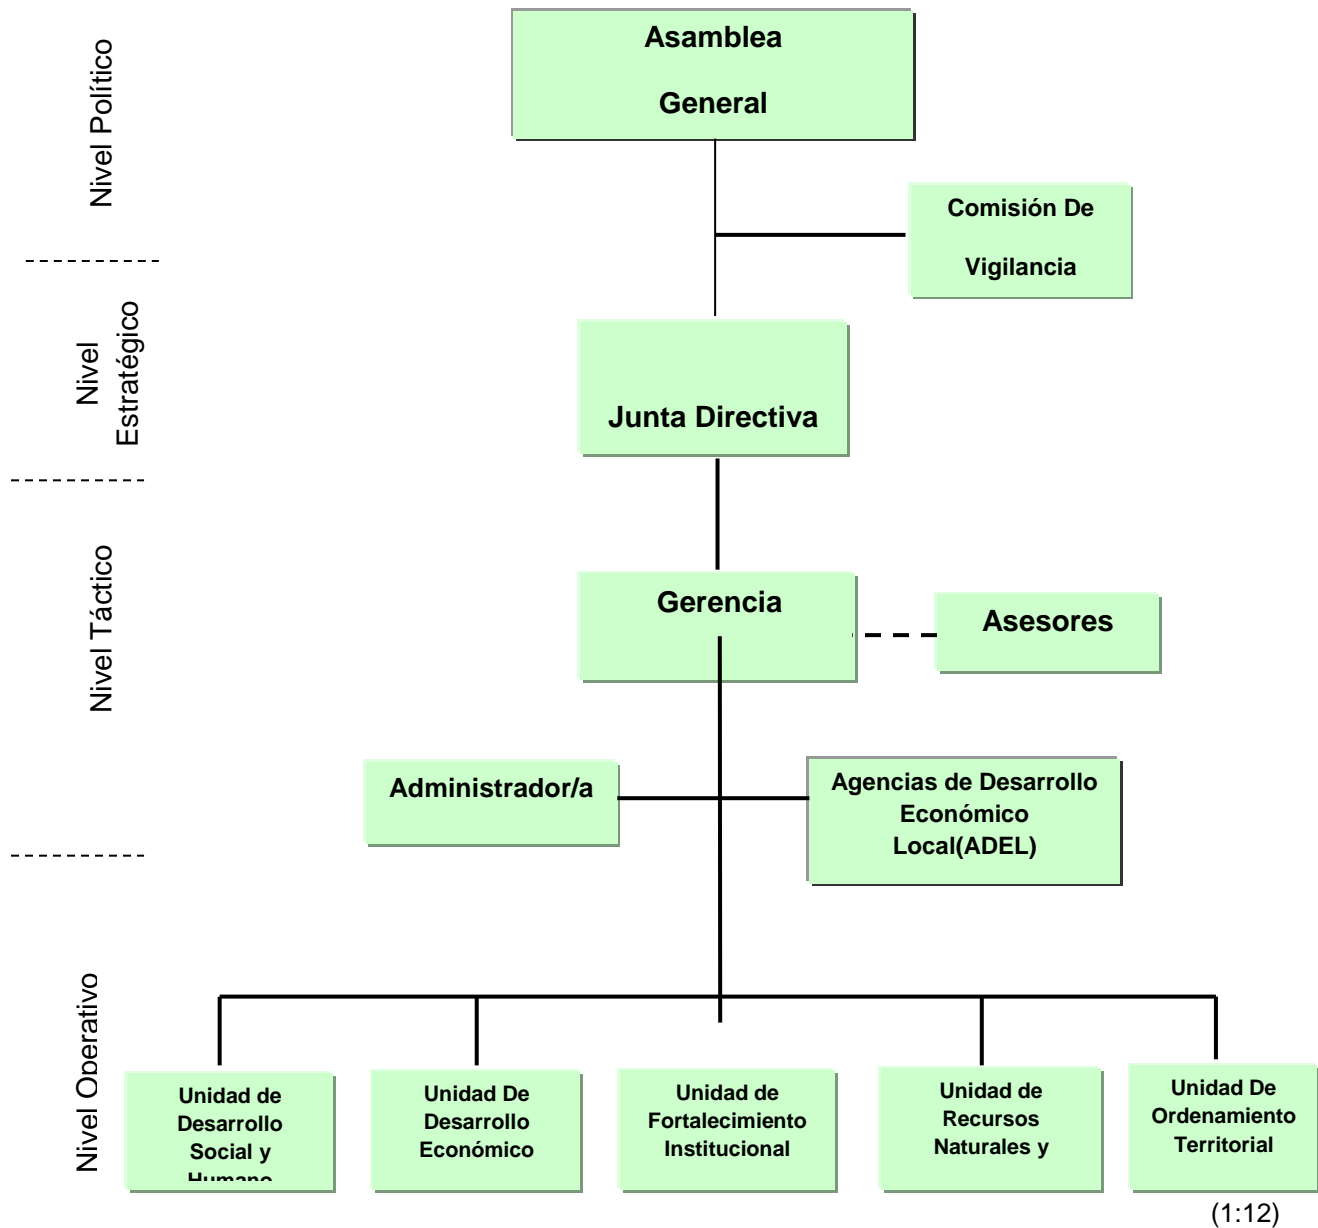 Nivel Político
Asamblea
General
Comisión De
Vigilancia
Nivel
Estratégico
Junta Directiva
Nivel Táctico
Gerencia
Asesores
Administrador/a
Agencias de Desarrollo
Económico
Local(ADEL)
Nivel Operativo
Unidad de
Desarrollo
Social y
Humano
Unidad De
Desarrollo
Económico
Unidad de
Fortalecimiento
Institucional
Unidad de
Recursos
Naturales y
Unidad De
Ordenamiento
Territorial
(1:12)